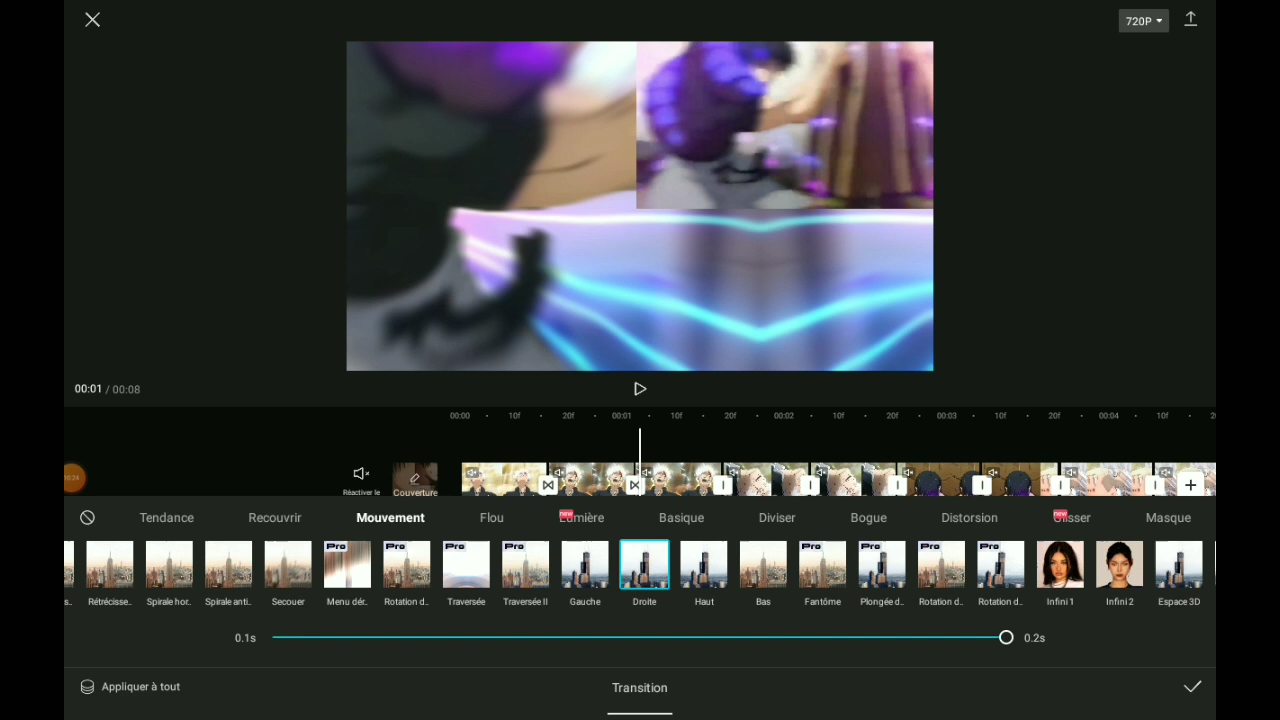 720P
00:01 / 00:08
00:00 10f 20f 00:01 10f 20f 00:02 10f 20f 00:03 10f 20f 00:04 10f
Réactiver le
Couverture
Tendance Recouvrir Mouvement Flou Lumière Basique Diviser Bogue Distorsion Glisser Masque
new new
Pro Pro Pro Pro Pro Pro Pro Pro
Rétrécisse.. Spirale hor.. Spirale anti.. Secouer Menu dér.. Rotation d.. Traversée Traversée II Gauche Droite Haut Bas Fantôme Plongée d.. Rotation d.. Rotation d.. Infini 1 Infini 2 Espace 3D
0.1s 0.2s
Appliquer à tout
Transition